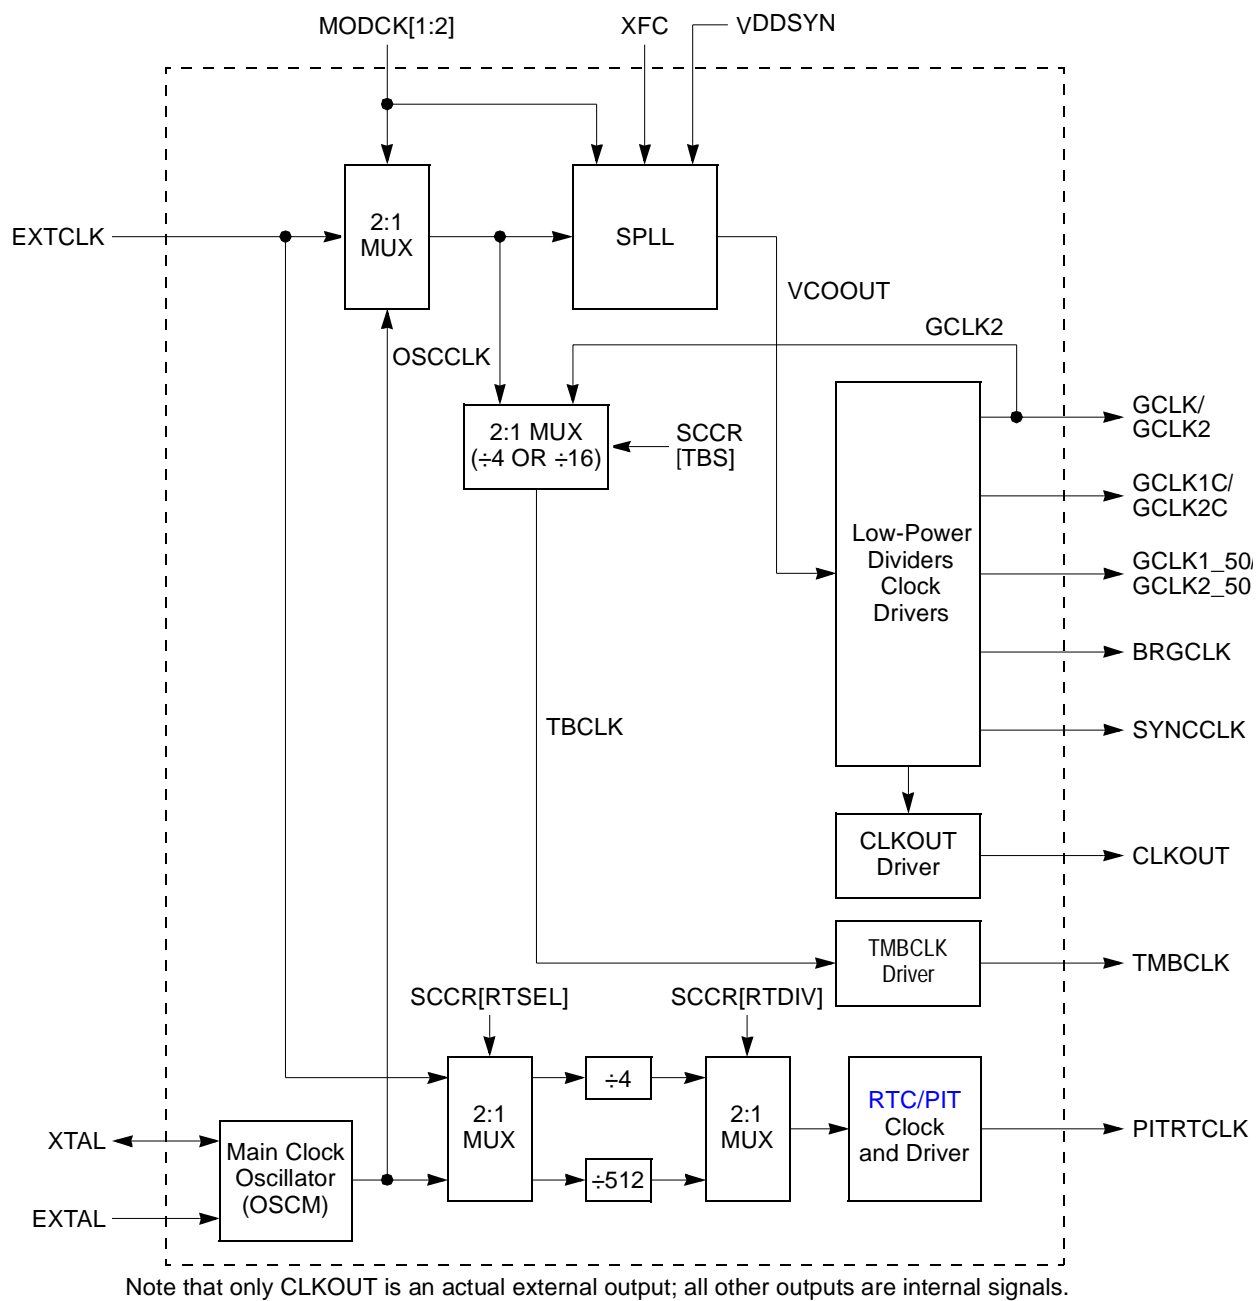 MODCK[1:2]
XFC
VDDSYN
EXTCLK
2:1
MUX
SPLL
VCOOUT
GCLK2
OSCCLK
2:1 MUX
(÷4 OR ÷16)
SCCR
[TBS]
GCLK/
GCLK2
GCLK1C/
GCLK2C
GCLK1_50/
GCLK2_50
Low-Power
Dividers
Clock
Drivers
BRGCLK
TBCLK
SYNCCLK
CLKOUT
Driver
CLKOUT
TMBCLK
Driver
TMBCLK
SCCR[RTSEL]
SCCR[RTDIV]
2:1
MUX
÷4
÷512
2:1
MUX
RTC/PIT
Clock
and Driver
PITRTCLK
XTAL
EXTAL
Main Clock
Oscillator
(OSCM)
Note that only CLKOUT is an actual external output; all other outputs are internal signals.